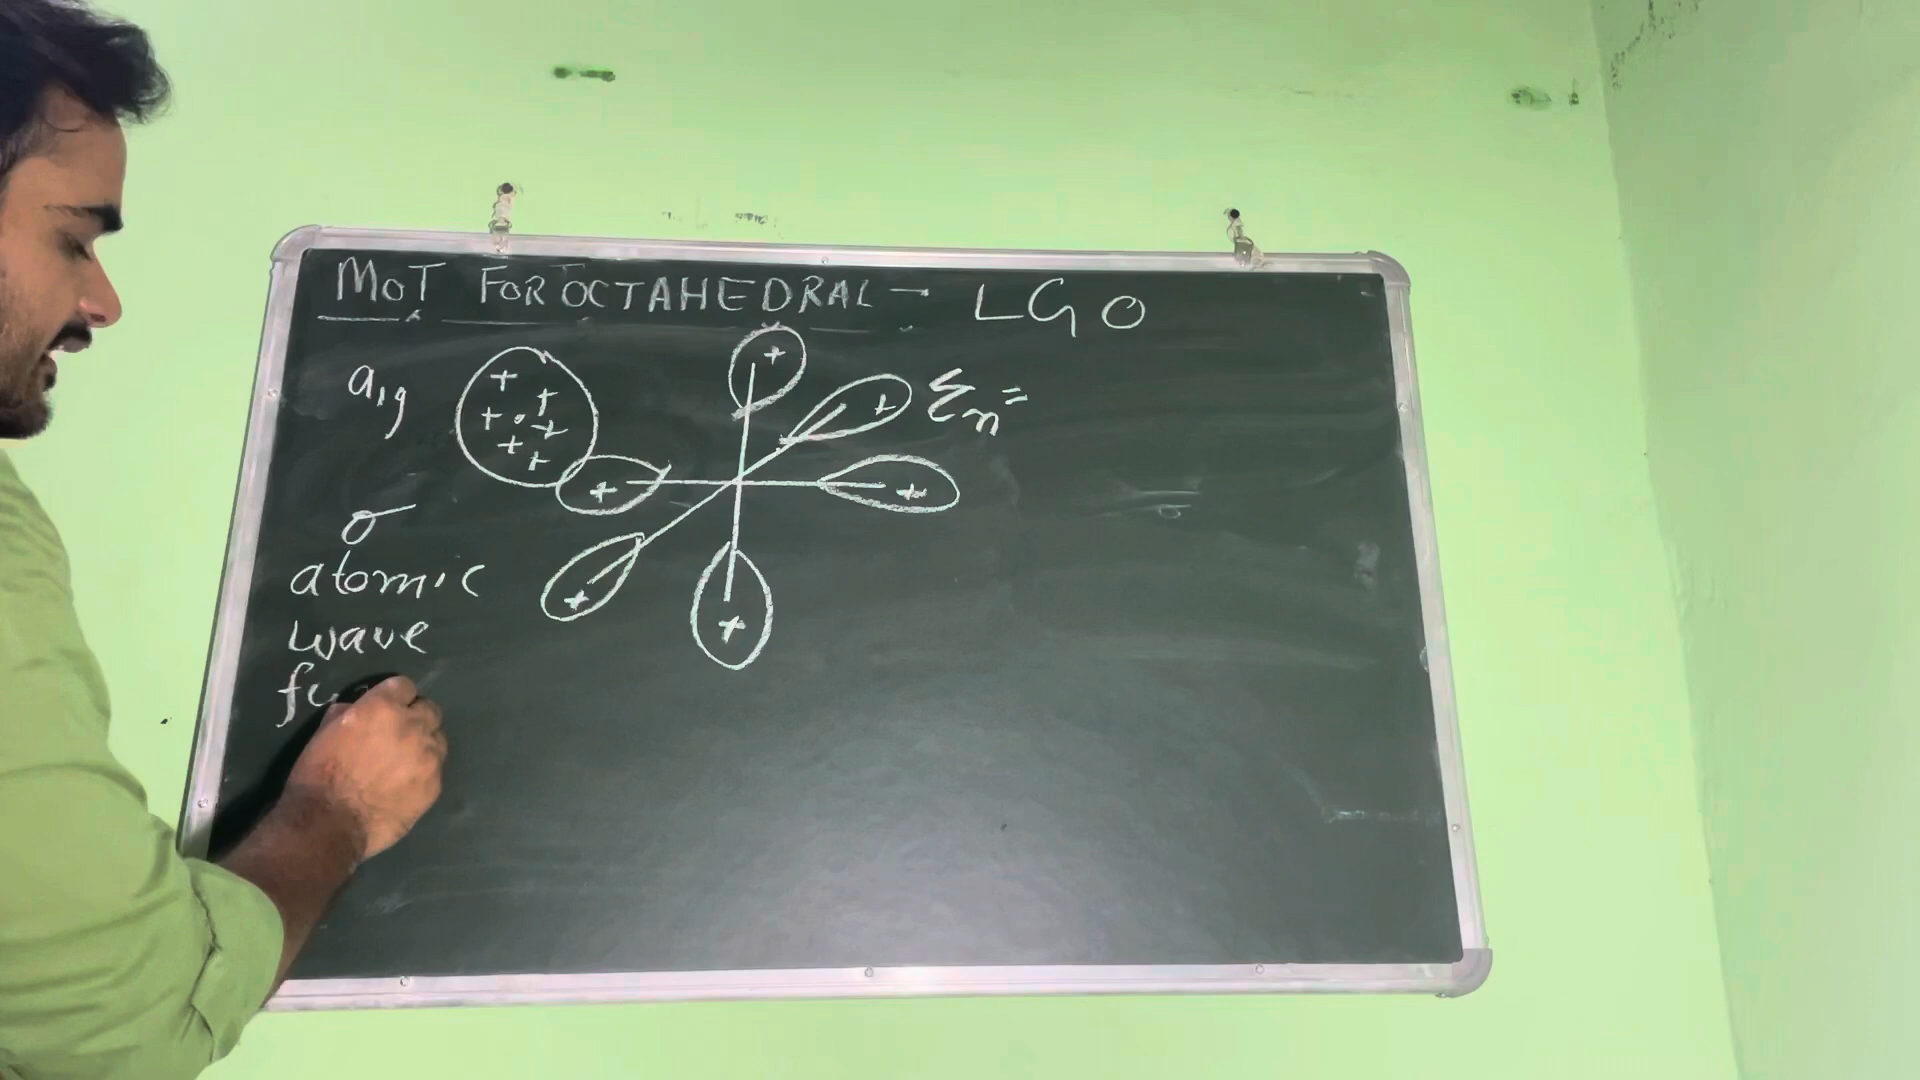 MOT FOR OCTAHEDRAL → LGO
a1g
+ + + + + + +
+
+
Σn =
+
+
+
+
σ
atomic
wave